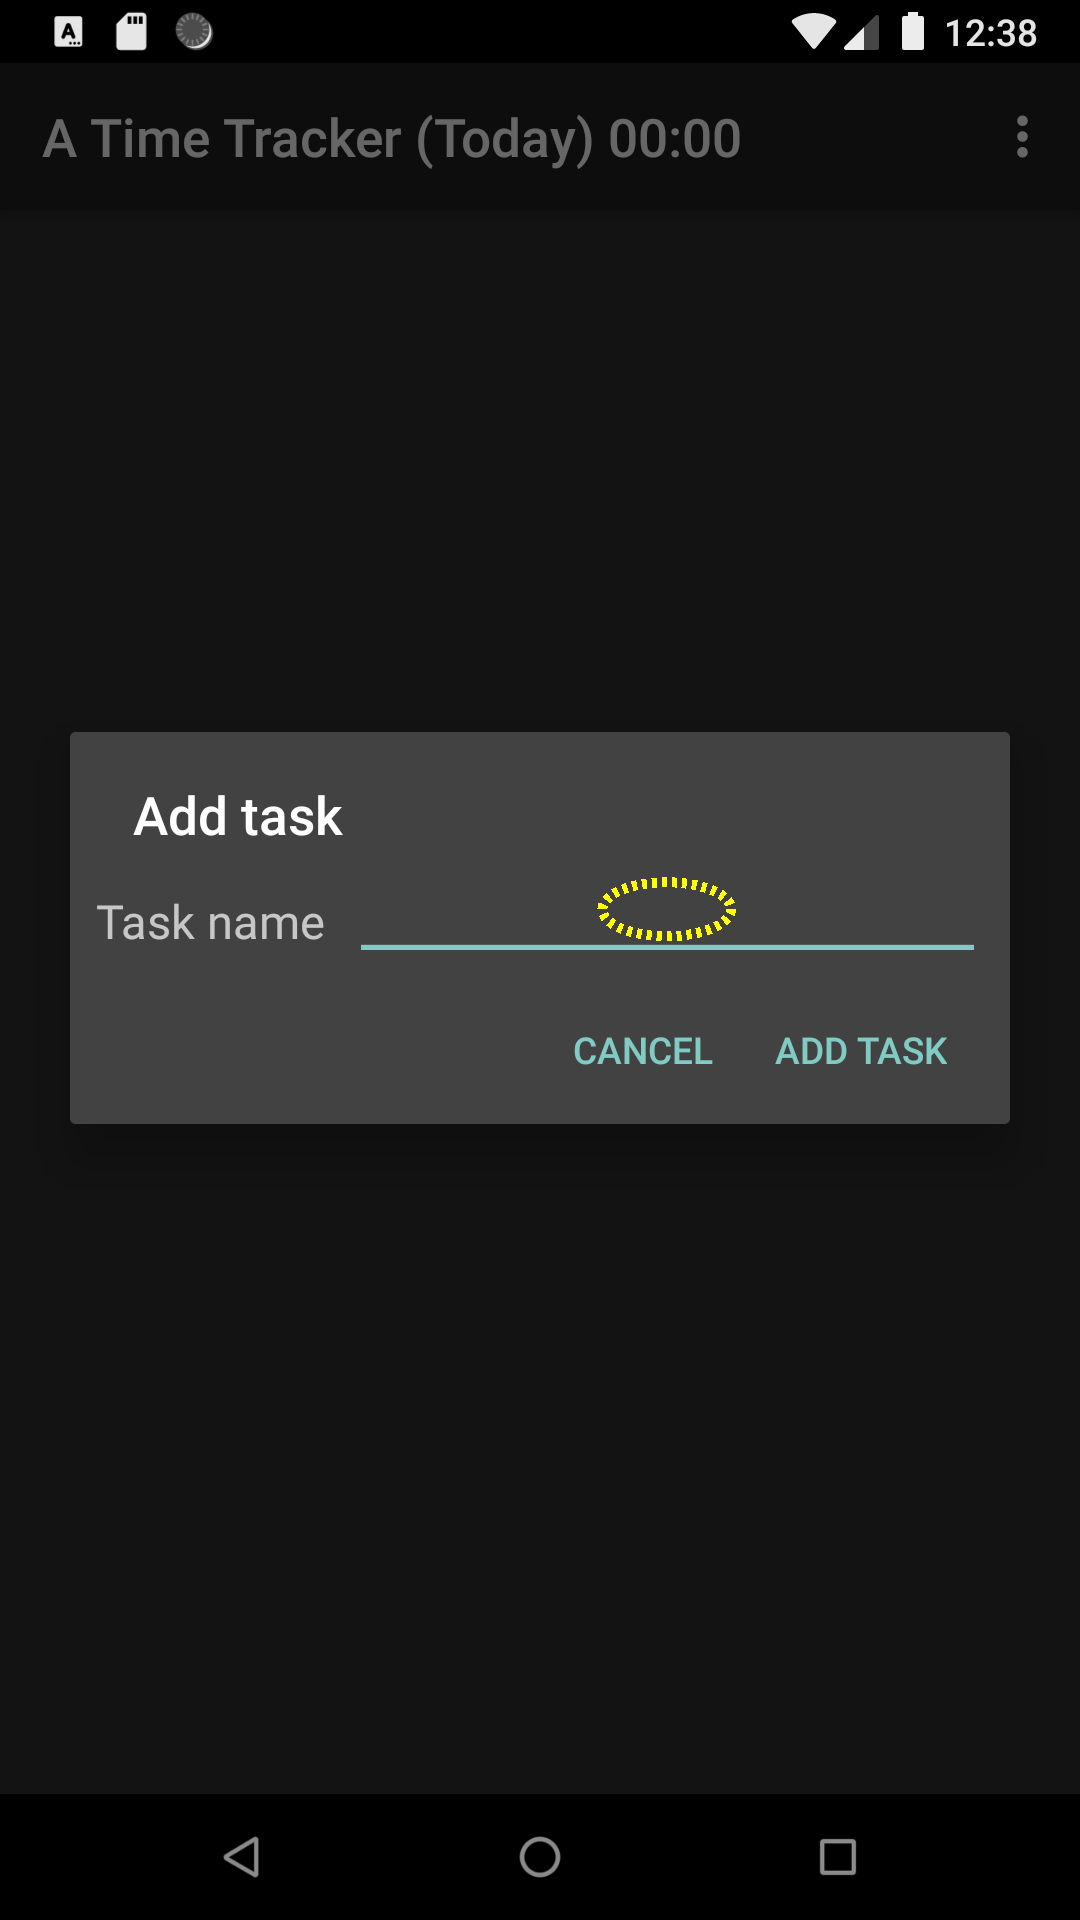 12:38
A Time Tracker (Today) 00:00
Add task
Task name
CANCEL ADD TASK